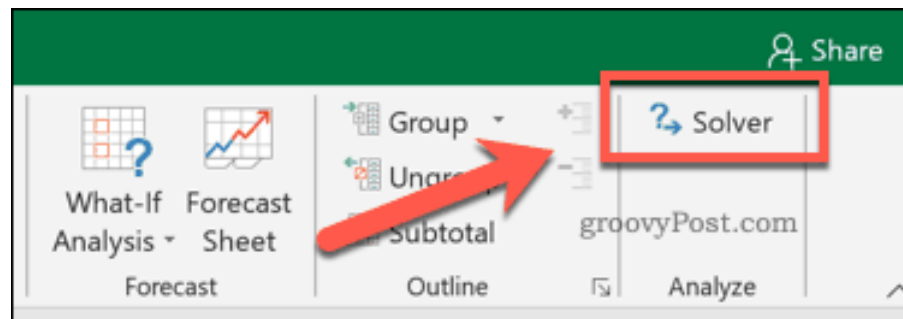 Share
What-If
Analysis
Forecast
Sheet
Forecast
Group
Subtotal
Outline
Solver
groovyPost.com
Analyze